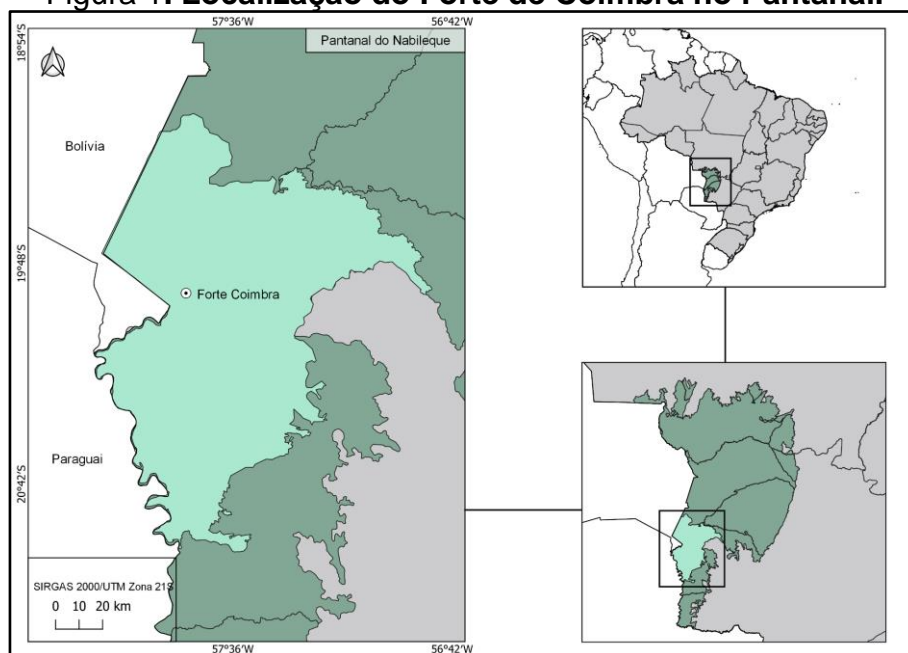 Figura 1. Localização do Forte de Coimbra no Pantanal.
57°36'W
56°42'W
18°54'S
Pantanal do Nabileque
Bolívia
19°48'S
Forte Coimbra
Paraguai
20°42'S
SIRGAS 2000/UTM Zona 21S
0 10 20 km
57°36'W
56°42'W